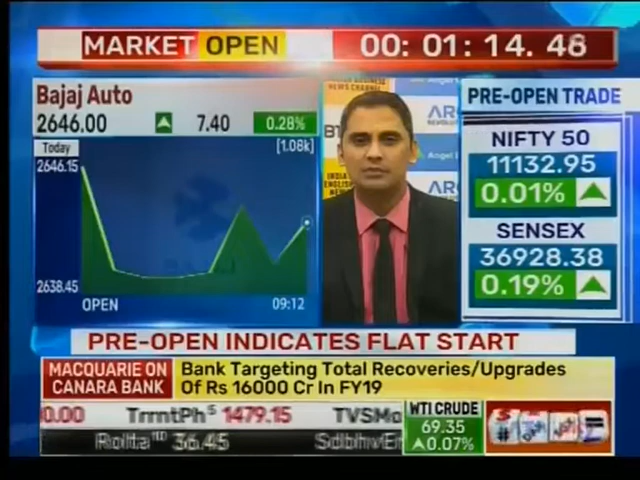 MARKET OPEN
00: 01: 14. 48
Bajaj Auto
2646.00
7.40
0.28%
Today
[1.08k]
2646.15
2638.45
OPEN
09:12
PRE-OPEN TRADE
NIFTY 50
11132.95
0.01%
SENSEX
36928.38
0.19%
PRE-OPEN INDICATES FLAT START
MACQUARIE ON
CANARA BANK
Bank Targeting Total Recoveries/Upgrades
Of Rs 16000 Cr In FY19
0.00
TrrntPh S 1479.15
TVSMo
36.45
WTI CRUDE
69.35
0.07%